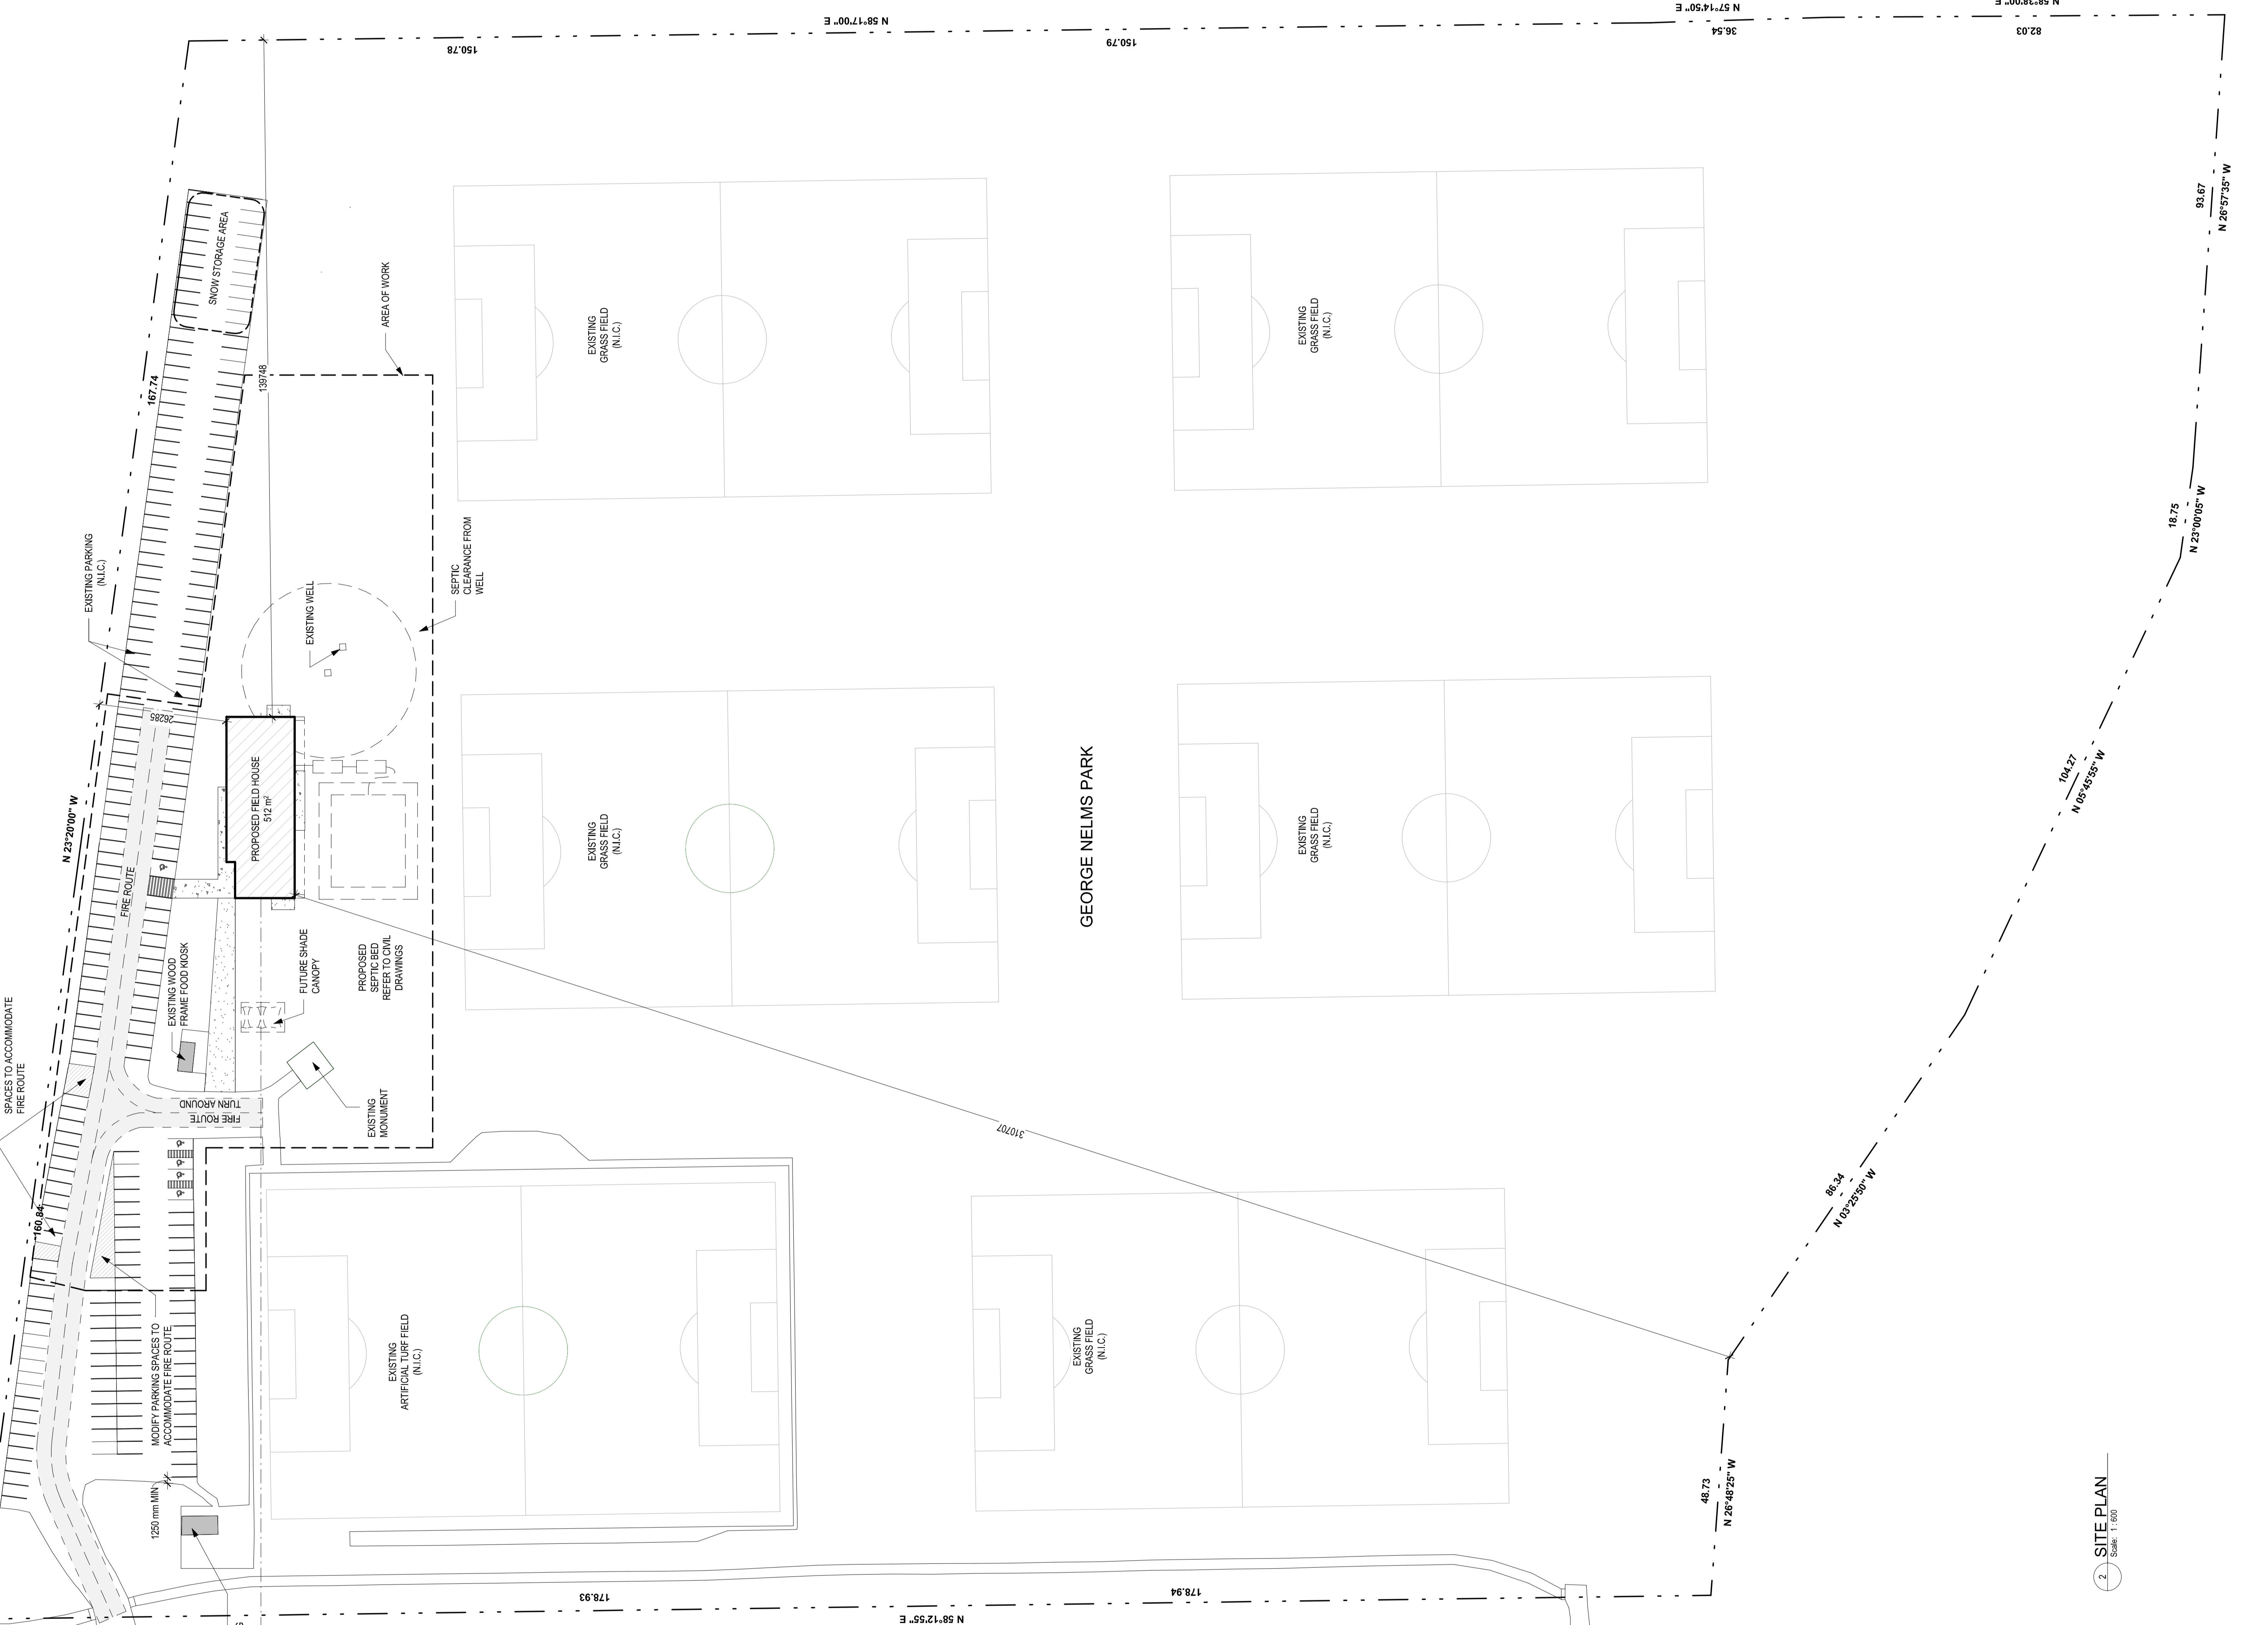 N 58°17'00" E
N 57°14'50" E
N 58°38'00" E
150.78
150.79
36.54
82.03
SNOW STORAGE AREA
93.67
N 26°57'35" W
AREA OF WORK
167.74
139748
EXISTING
GRASS FIELD
(N.I.C.)
EXISTING
GRASS FIELD
(N.I.C.)
EXISTING PARKING
(N.I.C.)
SEPTIC
CLEARANCE FROM
WELL
18.75
N 23°00'05" W
EXISTING WELL
26285
N 23°20'00" W
PROPOSED FIELD HOUSE
512 m²
FIRE ROUTE
EXISTING
GRASS FIELD
(N.I.C.)
GEORGE NELMS PARK
EXISTING
GRASS FIELD
(N.I.C.)
104.27
N 05°45'55" W
EXISTING WOOD
FRAME FOOD KIOSK
FUTURE SHADE
CANOPY
PROPOSED
SEPTIC BED
REFER TO CIVIL
DRAWINGS
SPACES TO ACCOMMODATE
FIRE ROUTE
FIRE ROUTE
TURN AROUND
EXISTING
MONUMENT
310707
160.84
86.34
N 03°25'50" W
MODIFY PARKING SPACES TO
ACCOMMODATE FIRE ROUTE
EXISTING
ARTIFICIAL TURF FIELD
(N.I.C.)
EXISTING
GRASS FIELD
(N.I.C.)
1250 mm MIN
48.73
N 26°48'25" W
178.93
178.94
N 58°12'55" E
2
SITE PLAN
Scale: 1 : 600